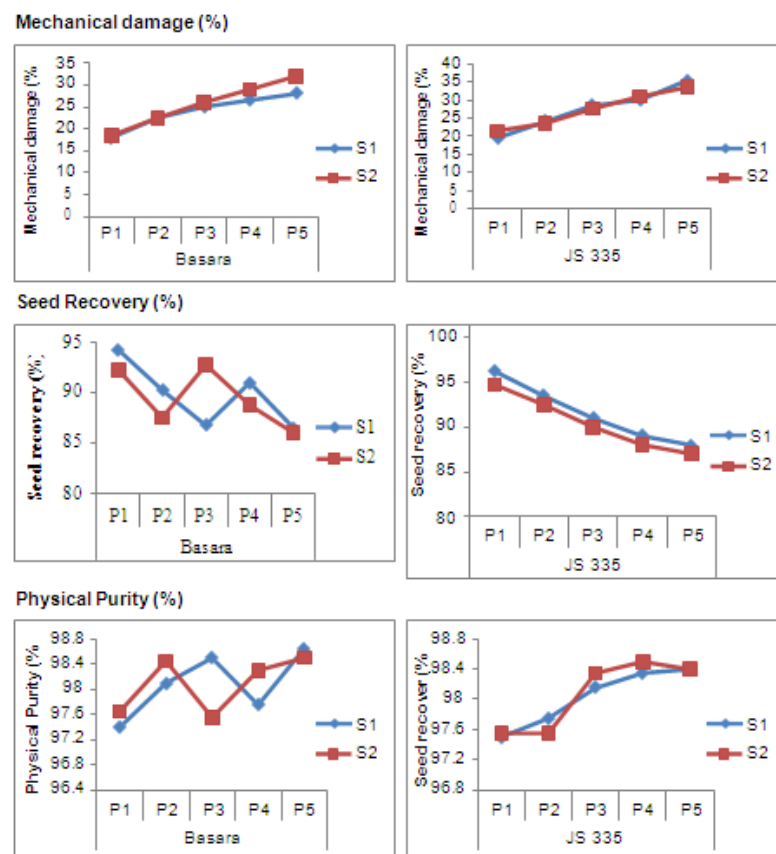 Mechanical damage (%)
Mechanical damage (%
35
30
25
20
15
10
5
0
P1 P2 P3 P4 P5
Basara
S1
S2
Mechanical damage (%
40
35
30
25
20
15
10
5
0
P1 P2 P3 P4 P5
JS 335
S1
S2
Seed Recovery (%)
Seed recovery (%)
95
90
85
80
P1 P2 P3 P4 P5
Basara
S1
S2
Seed recovery (%
100
95
90
85
80
P1 P2 P3 P4 P5
JS 335
S1
S2
Physical Purity (%)
Physical Purity (%
98.8
98.4
98
97.6
97.2
96.8
96.4
P1 P2 P3 P4 P5
Basara
S1
S2
Seed recover (%
98.8
98.4
98
97.6
97.2
96.8
P1 P2 P3 P4 P5
JS 335
S1
S2